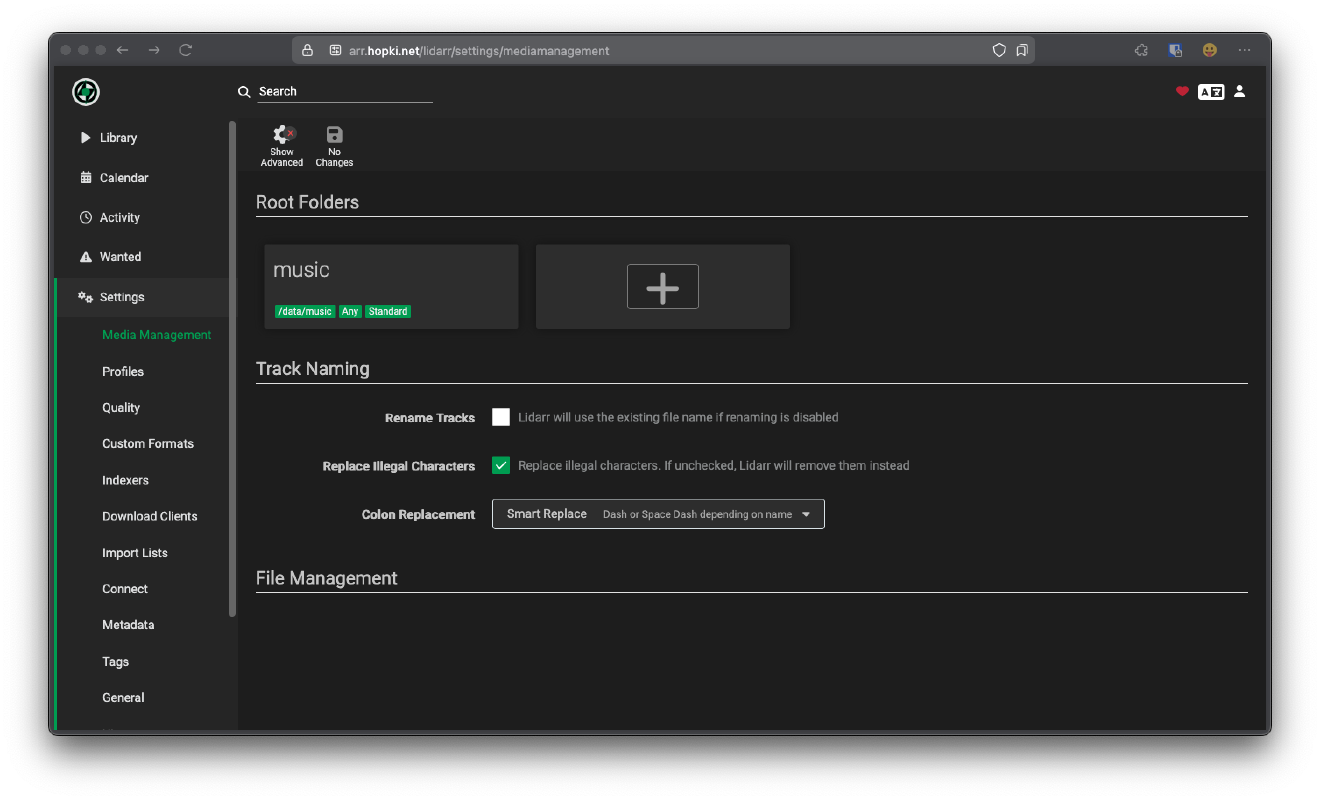 arr.hopki.net/lidarr/settings/mediamanagement
Search
Library
Calendar
Activity
Wanted
Settings
Media Management
Profiles
Quality
Custom Formats
Indexers
Download Clients
Import Lists
Connect
Metadata
Tags
General
Show
Advanced
No
Changes
Root Folders
music
/data/music Any Standard
Track Naming
Rename Tracks Lidarr will use the existing file name if renaming is disabled
Replace Illegal Characters Replace illegal characters. If unchecked, Lidarr will remove them instead
Colon Replacement Smart Replace Dash or Space Dash depending on name
File Management